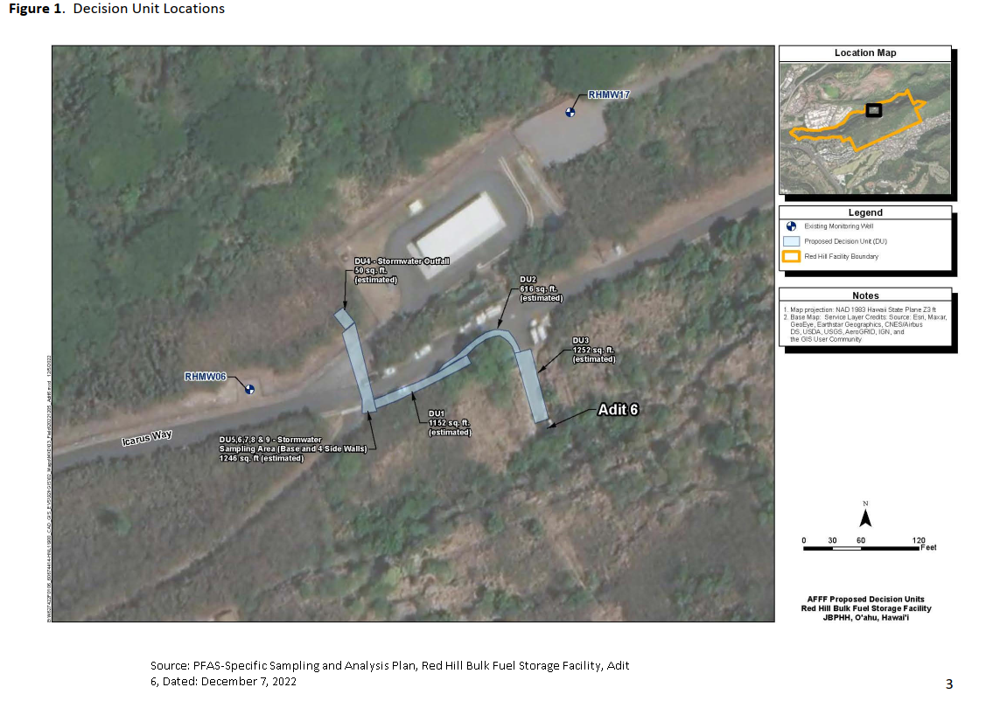 Figure 1. Decision Unit Locations
RHMW17
DU4 - Stormwater Outfall
50 sq. ft.
(estimated)
DU2
616 sq. ft.
(estimated)
DU3
1252 sq. ft.
(estimated)
RHMW06
Adit 6
DU1
1152 sq. ft.
(estimated)
Icarus Way
DU5,6,7,8 & 9 - Stormwater
Sampling Area (Base and 4 Side Walls)
1246 sq. ft (estimated)
Location Map
Legend
Existing Monitoring Well
Proposed Decision Unit (DU)
Red Hill Facility Boundary
Notes
1. Map projection: NAD 1983 Hawaii State Plane Z3 ft
2. Base Map: Service Layer Credits: Source: Esri, Maxar,
GeoEye, Earthstar Geographics, CNES/Airbus
DS, USDA, USGS, AeroGRID, IGN, and
the GIS User Community
N
0 30 60 120
Feet
AFFF Proposed Decision Units
Red Hill Bulk Fuel Storage Facility
JBPHH, O'ahu, Hawai'i
Source: PFAS-Specific Sampling and Analysis Plan, Red Hill Bulk Fuel Storage Facility, Adit
6, Dated: December 7, 2022
3